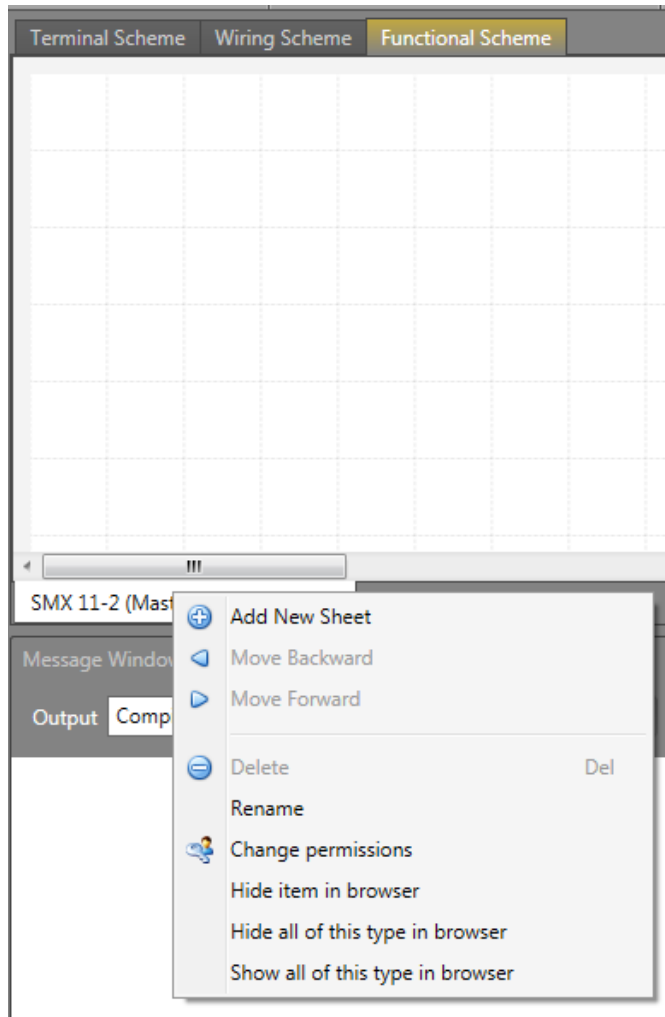 Terminal Scheme Wiring Scheme Functional Scheme
SMX 11-2 (Mast
Add New Sheet
Message Window
Move Backward
Move Forward
Output Comp
Delete Del
Rename
Change permissions
Hide item in browser
Hide all of this type in browser
Show all of this type in browser